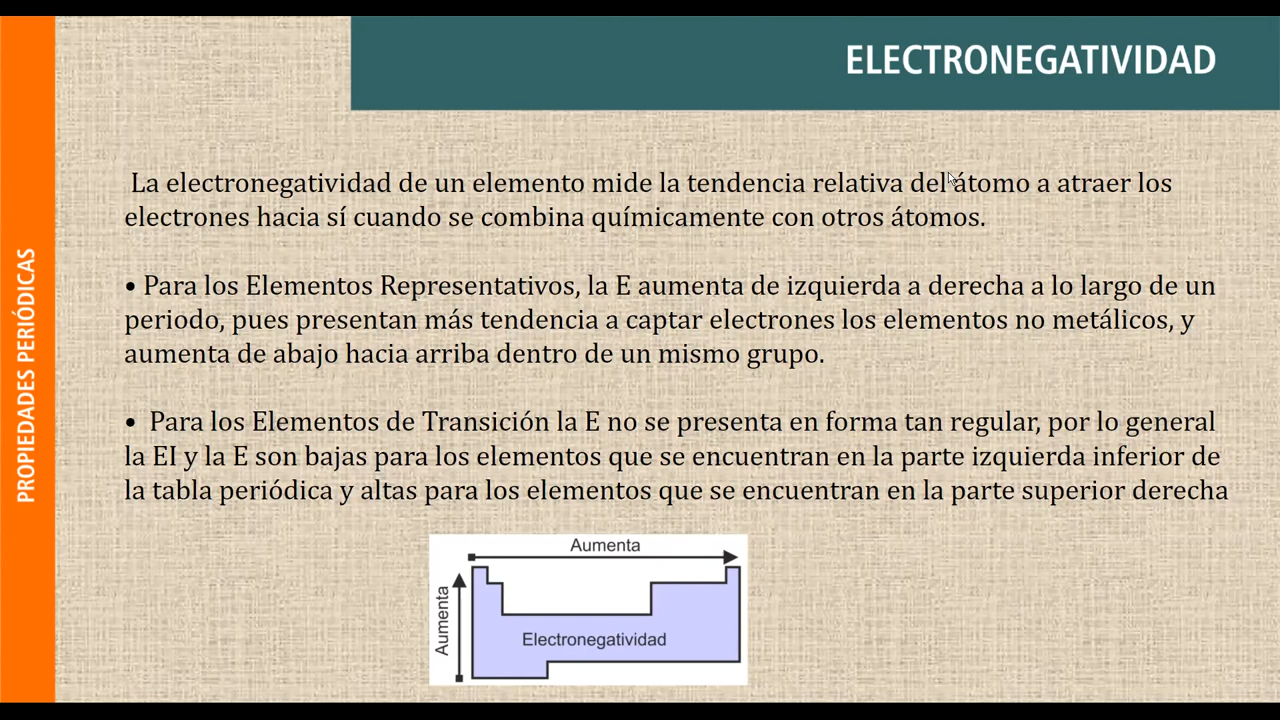 ELECTRONEGATIVIDAD
PROPIEDADES PERIÓDICAS
La electronegatividad de un elemento mide la tendencia relativa del átomo a atraer los
electrones hacia sí cuando se combina químicamente con otros átomos.
• Para los Elementos Representativos, la E aumenta de izquierda a derecha a lo largo de un
periodo, pues presentan más tendencia a captar electrones los elementos no metálicos, y
aumenta de abajo hacia arriba dentro de un mismo grupo.
• Para los Elementos de Transición la E no se presenta en forma tan regular, por lo general
la EI y la E son bajas para los elementos que se encuentran en la parte izquierda inferior de
la tabla periódica y altas para los elementos que se encuentran en la parte superior derecha
Aumenta
Aumenta
Electronegatividad